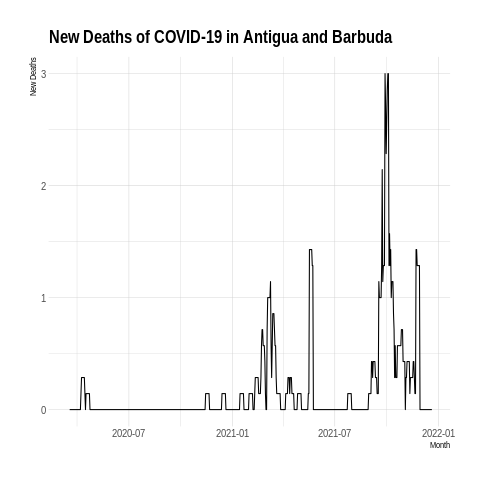 New Deaths of COVID-19 in Antigua and Barbuda
New Deaths
3
2
1
0
2020-07
2021-01
2021-07
2022-01
Month